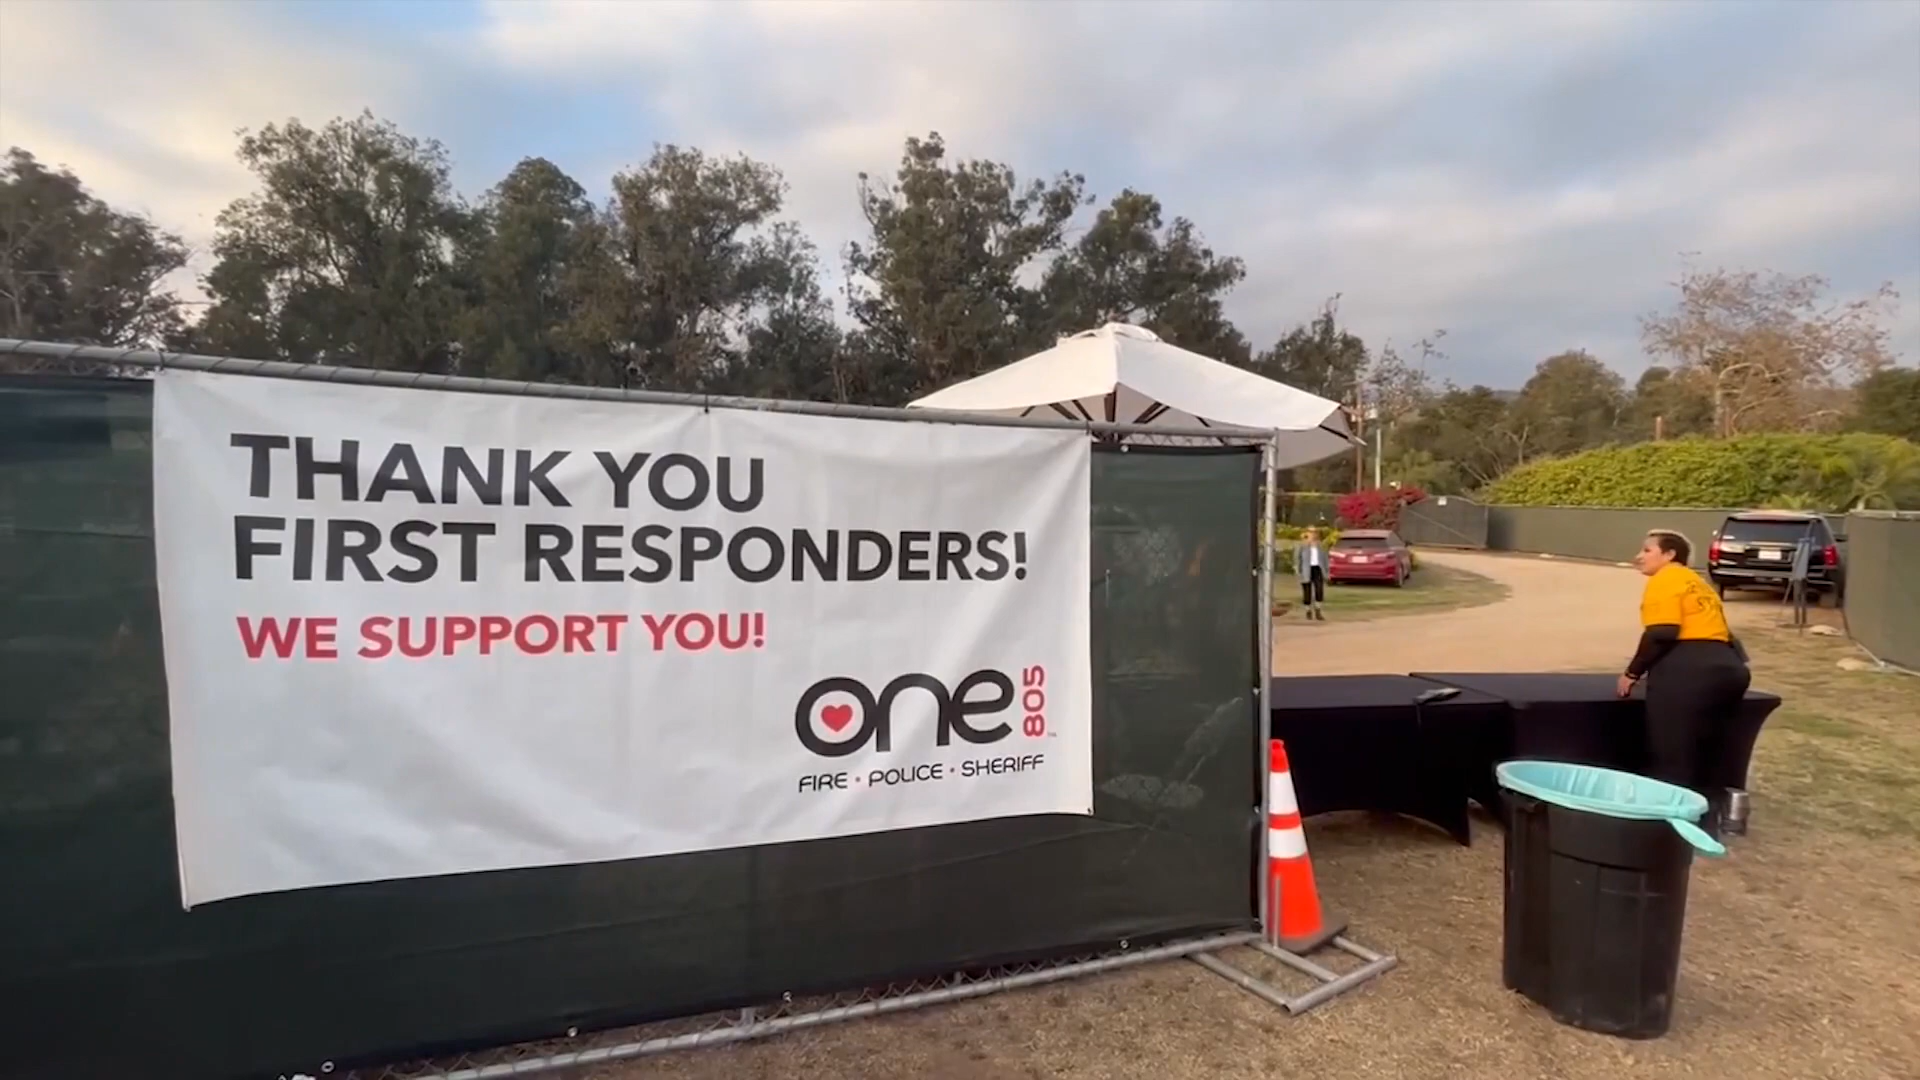 THANK YOU
FIRST RESPONDERS!
WE SUPPORT YOU!
one 805
FIRE • POLICE • SHERIFF